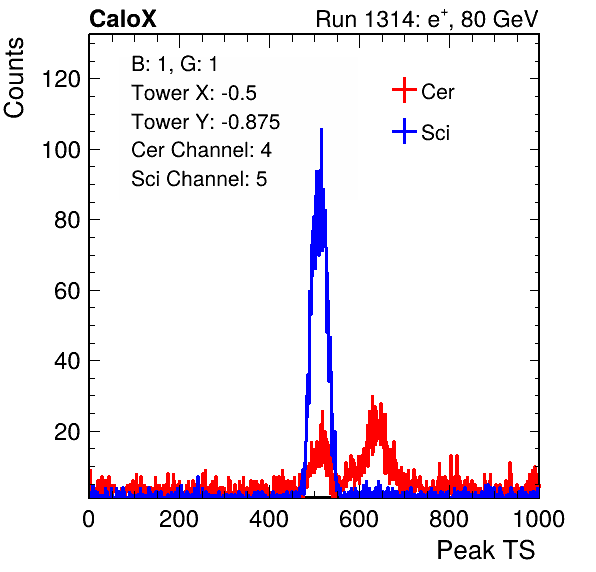 CaloX
Run 1314: e+, 80 GeV
Counts
B: 1, G: 1
Tower X: -0.5
Tower Y: -0.875
Cer Channel: 4
Sci Channel: 5
Cer
Sci
120
100
80
60
40
20
0 200 400 600 800 1000
Peak TS